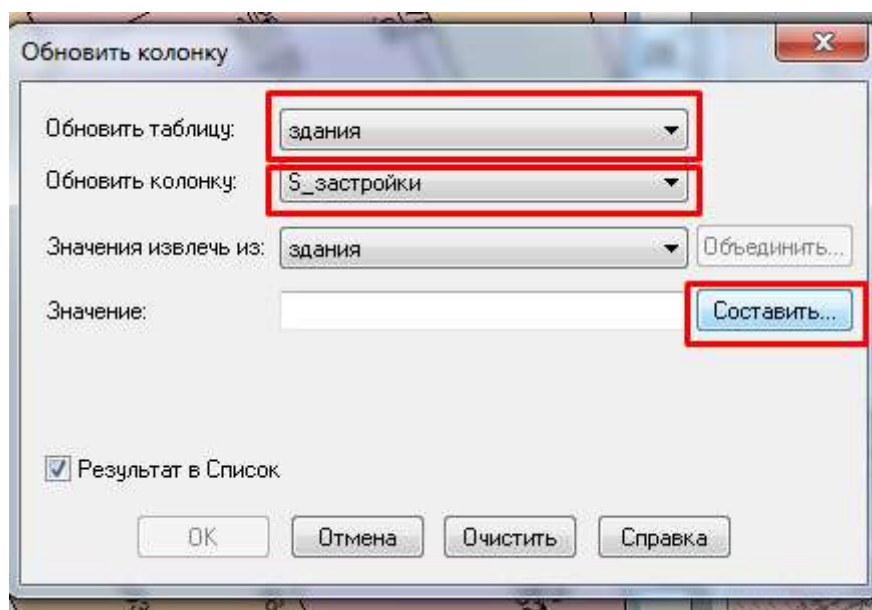 Обновить колонку
Обновить таблицу: здания
Обновить колонку: S_застройки
Значения извлечь из: здания Объединить...
Значение: Составить...
Результат в Список
OK Отмена Очистить Справка